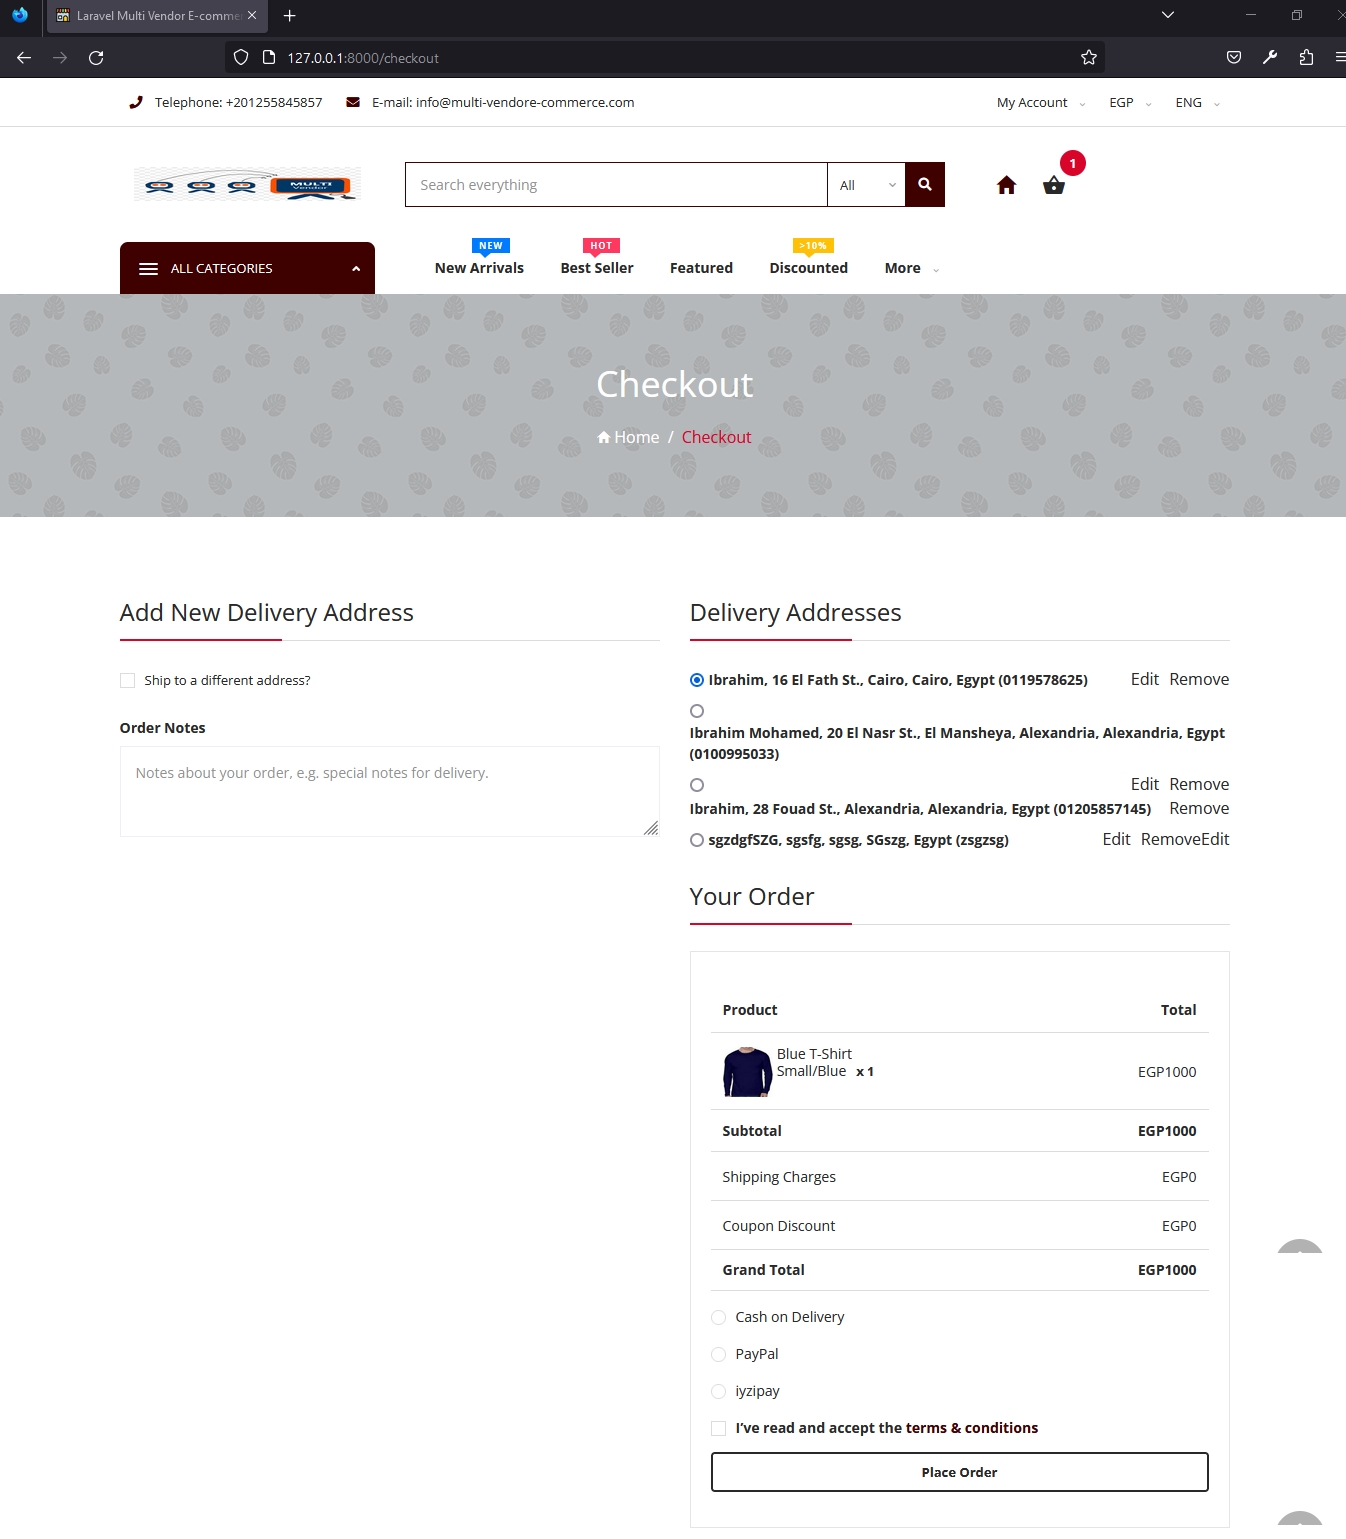 Laravel Multi Vendor E-comme
127.0.0.1:8000/checkout
Telephone: +201255845857
E-mail: info@multi-vendore-commerce.com
My Account
EGP
ENG
MULTI
Vendor
Search everything
All
1
ALL CATEGORIES
NEW
New Arrivals
HOT
Best Seller
Featured
>10%
Discounted
More
Checkout
Home / Checkout
Add New Delivery Address
Ship to a different address?
Order Notes
Notes about your order, e.g. special notes for delivery.
Delivery Addresses
Ibrahim, 16 El Fath St., Cairo, Cairo, Egypt (0119578625) Edit Remove
Ibrahim Mohamed, 20 El Nasr St., El Mansheya, Alexandria, Alexandria, Egypt
(0100995033)
Edit Remove
Ibrahim, 28 Fouad St., Alexandria, Alexandria, Egypt (01205857145) Remove
sgzdgfSZG, sgsfg, sgsg, SGszg, Egypt (zsgzsg) Edit RemoveEdit
Your Order
Product Total
Blue T-Shirt
Small/Blue x 1
EGP1000
Subtotal EGP1000
Shipping Charges EGP0
Coupon Discount EGP0
Grand Total EGP1000
Cash on Delivery
PayPal
iyzipay
I've read and accept the terms & conditions
Place Order